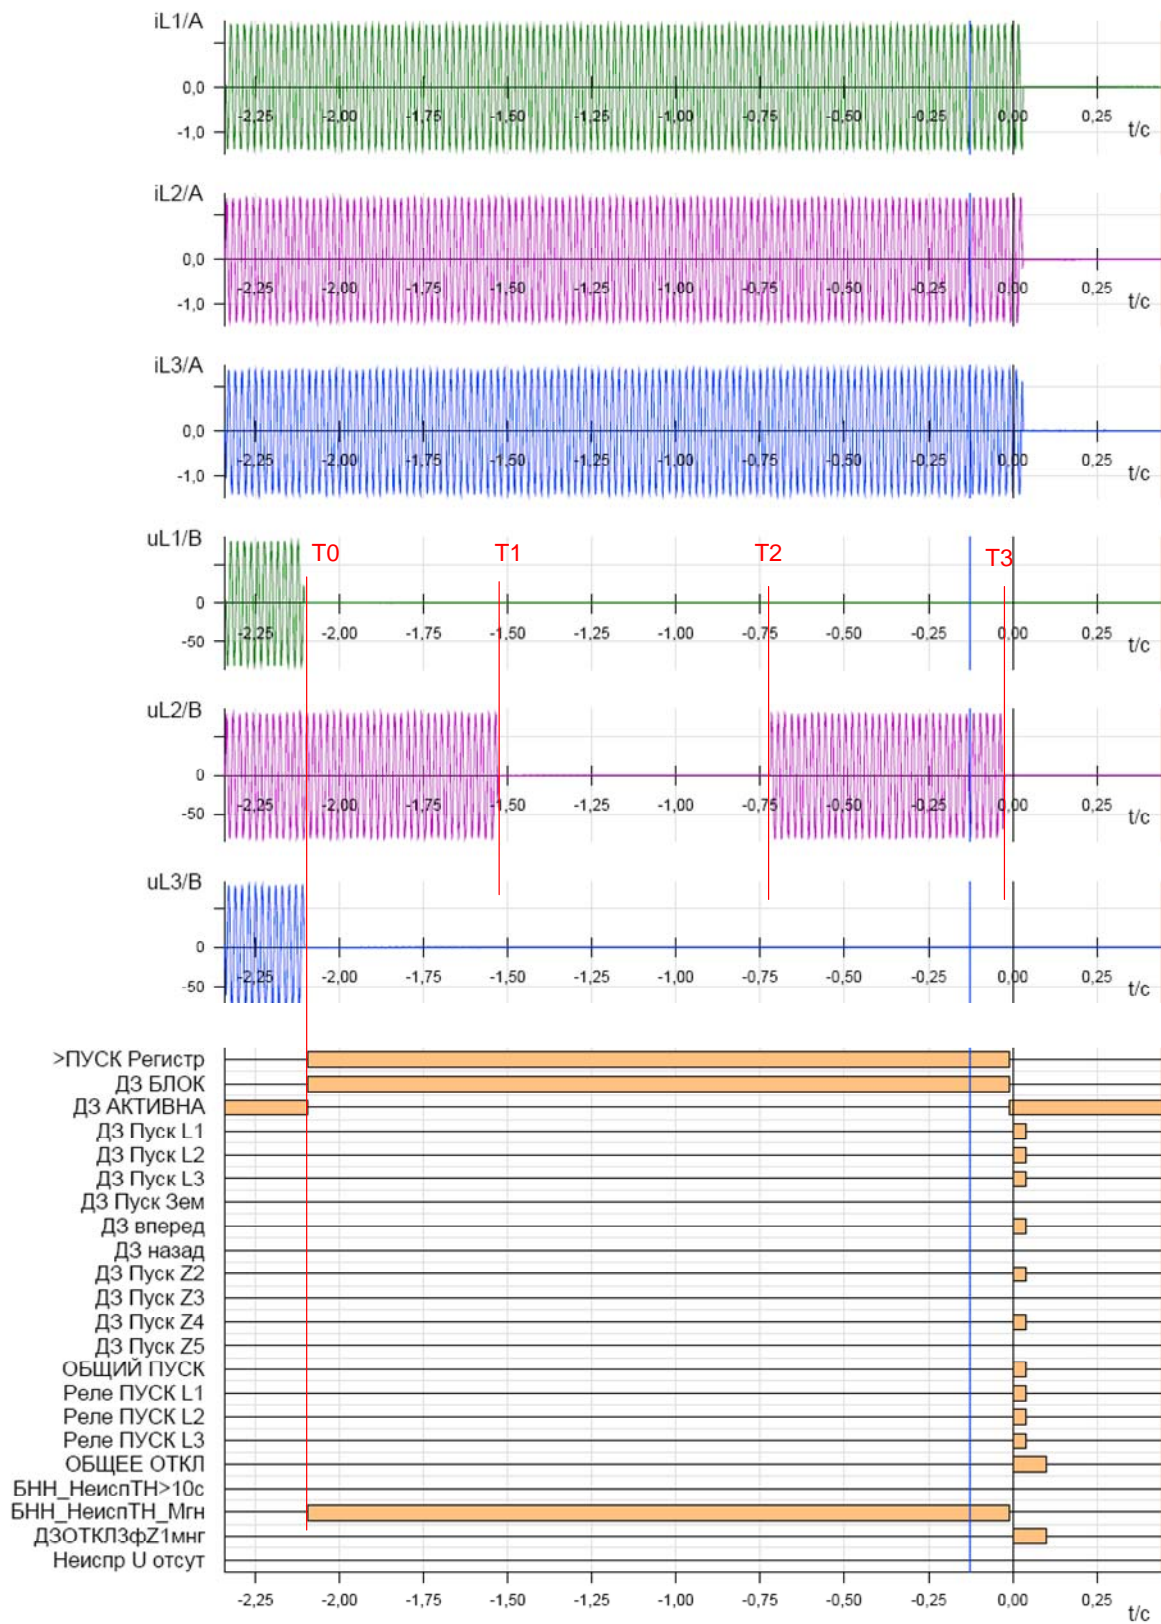 iL1/A
0,0
-1,0
-2,25 -2,00 -1,75 -1,50 -1,25 -1,00 -0,75 -0,50 -0,25 0,00 0,25
t/c
iL2/A
0,0
-1,0
-2,25 -2,00 -1,75 -1,50 -1,25 -1,00 -0,75 -0,50 -0,25 0,00 0,25
t/c
iL3/A
0,0
-1,0
-2,25 -2,00 -1,75 -1,50 -1,25 -1,00 -0,75 -0,50 -0,25 0,00 0,25
t/c
uL1/B
T0 T1 T2 T3
0
-50
-2,25 -2,00 -1,75 -1,50 -1,25 -1,00 -0,75 -0,50 -0,25 0,00 0,25
t/c
uL2/B
0
-50
-2,25 -2,00 -1,75 -1,50 -1,25 -1,00 -0,75 -0,50 -0,25 0,00 0,25
t/c
uL3/B
0
-50
-2,25 -2,00 -1,75 -1,50 -1,25 -1,00 -0,75 -0,50 -0,25 0,00 0,25
t/c
>ПУСК Регистр
ДЗ БЛОК
ДЗ АКТИВНА
ДЗ Пуск L1
ДЗ Пуск L2
ДЗ Пуск L3
ДЗ Пуск Зем
ДЗ вперед
ДЗ назад
ДЗ Пуск Z2
ДЗ Пуск Z3
ДЗ Пуск Z4
ДЗ Пуск Z5
ОБЩИЙ ПУСК
Реле ПУСК L1
Реле ПУСК L2
Реле ПУСК L3
ОБЩЕЕ ОТКЛ
БНН_НеиспТН>10с
БНН_НеиспТН_Мгн
ДЗОТКЛ3фZ1мнг
Неиспр U отсут
-2,25 -2,00 -1,75 -1,50 -1,25 -1,00 -0,75 -0,50 -0,25 0,00 0,25
t/c